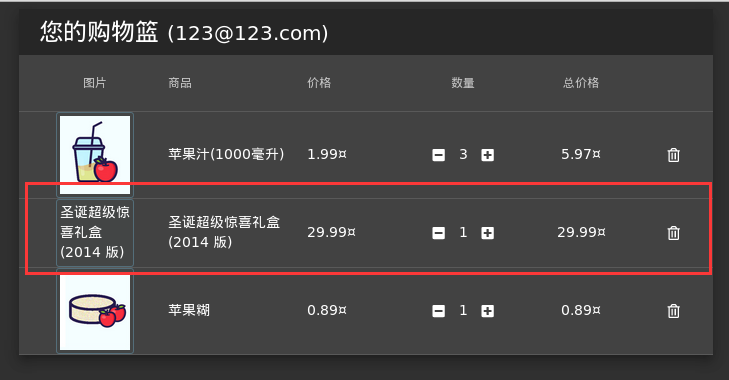 您的购物篮 (123@123.com)
图片 商品 价格 数量 总价格
苹果汁(1000毫升) 1.99¤ 3 5.97¤
圣诞超级惊
喜礼盒
(2014 版)
圣诞超级惊喜礼盒
(2014 版)
29.99¤ 1 29.99¤
苹果糊 0.89¤ 1 0.89¤